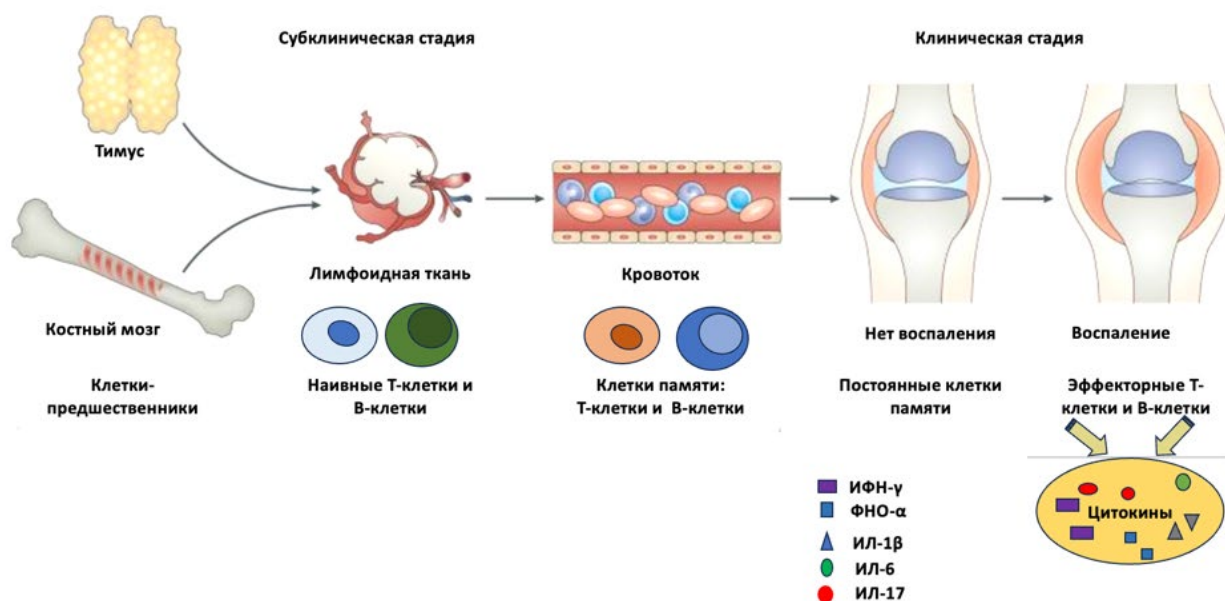 Субклиническая стадия
Клиническая стадия
Тимус
Лимфоидная ткань
Кровоток
Костный мозг
Нет воспаления
Воспаление
Клетки-
предшественники
Наивные Т-клетки и
В-клетки
Клетки памяти:
Т-клетки и В-клетки
Постоянные клетки
памяти
Эффекторные Т-
клетки и В-клетки
ИФН-γ
ФНО-α
ИЛ-1β
ИЛ-6
ИЛ-17
Цитокины